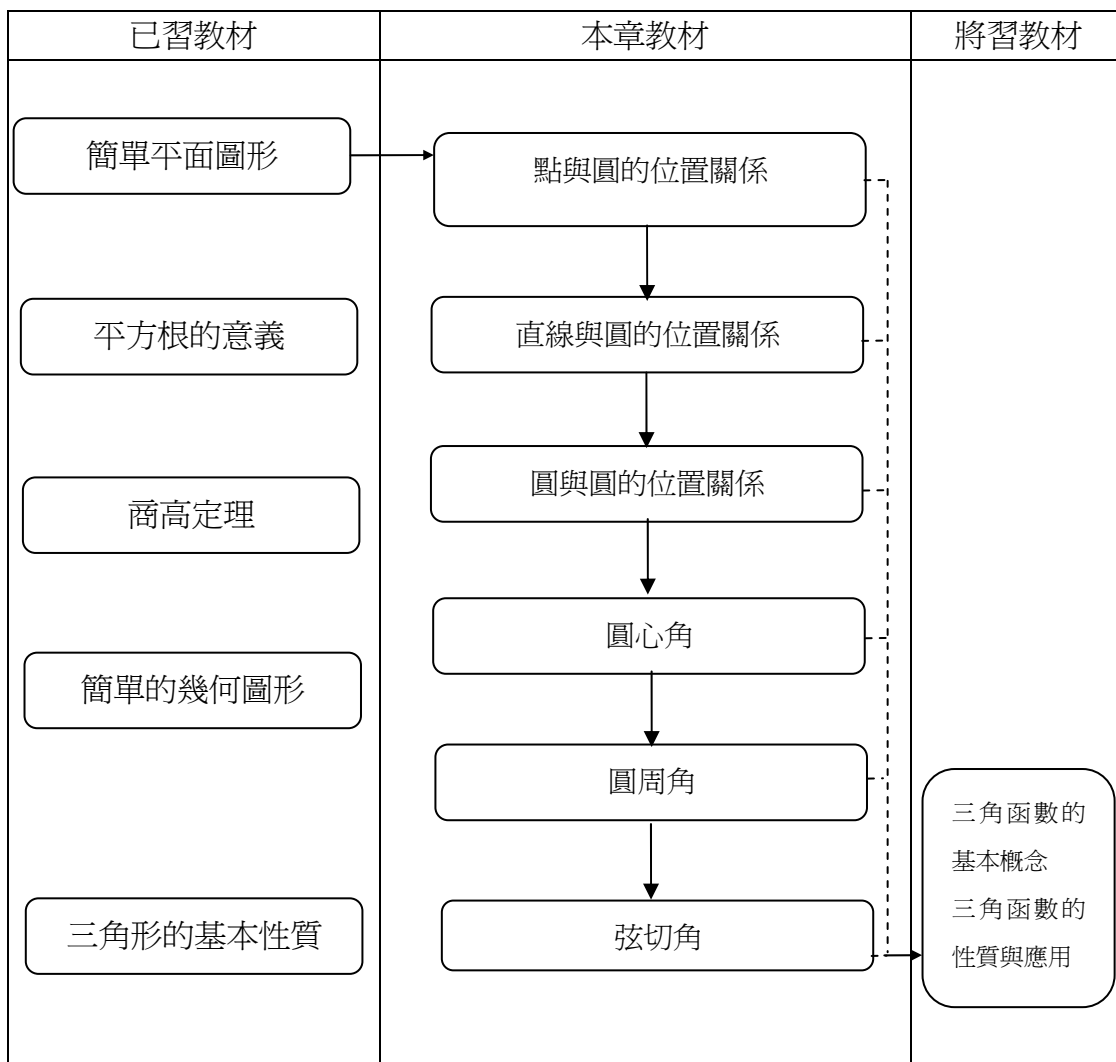 已習教材
本章教材
將習教材
簡單平面圖形
平方根的意義
商高定理
簡單的幾何圖形
三角形的基本性質
點與圓的位置關係
直線與圓的位置關係
圓與圓的位置關係
圓心角
圓周角
弦切角
三角函數的
基本概念
三角函數的
性質與應用